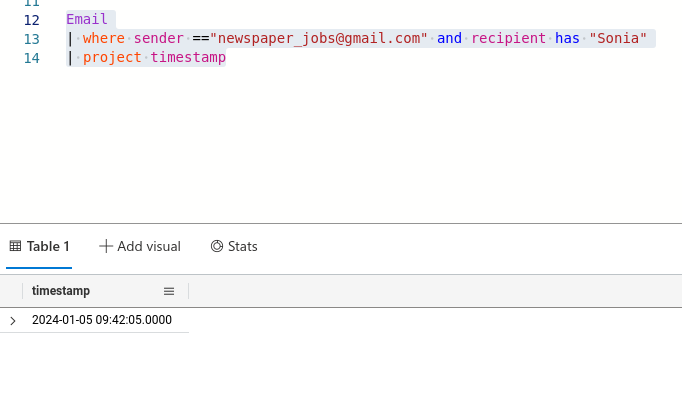 11
12 Email
13 | where sender =="newspaper_jobs@gmail.com" and recipient has "Sonia"
14 | project timestamp
Table 1 Add visual Stats
timestamp
2024-01-05 09:42:05.0000